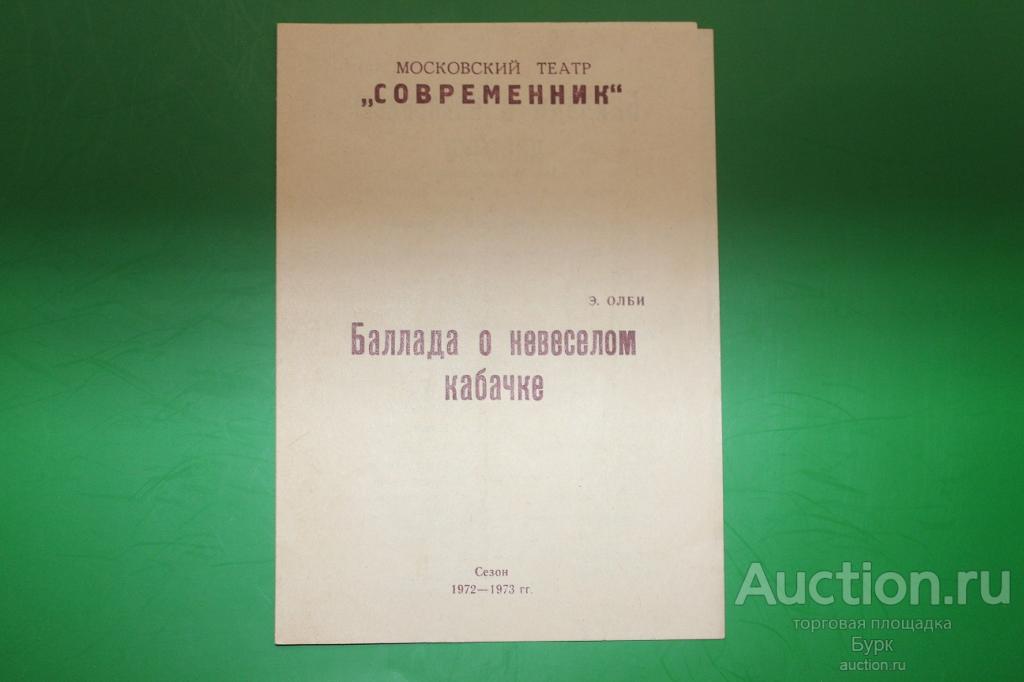 МОСКОВСКИЙ ТЕАТР
„СОВРЕМЕННИК“
Э. ОЛБИ
Баллада о невеселом
кабачке
Сезон
1972—1973 гг.
Auction.ru
торговая площадка
Бурк
auction.ru